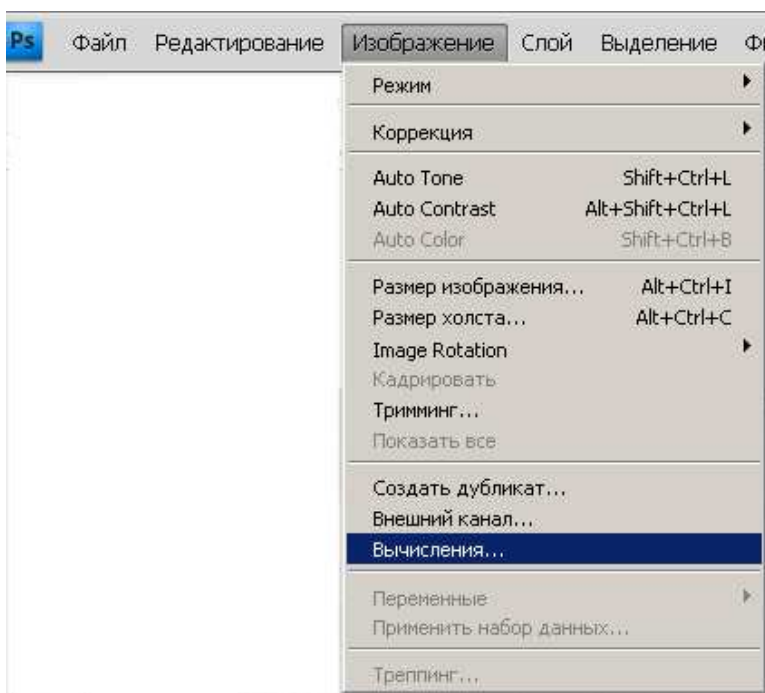 Ps Файл Редактирование Изображение Слой Выделение
Режим
Коррекция
Auto Tone Shift+Ctrl+L
Auto Contrast Alt+Shift+Ctrl+L
Auto Color Shift+Ctrl+B
Размер изображения... Alt+Ctrl+I
Размер холста... Alt+Ctrl+C
Image Rotation
Кадрировать
Тримминг...
Показать все
Создать дубликат...
Внешний канал...
Вычисления...
Переменные
Применить набор данных...
Треппинг...